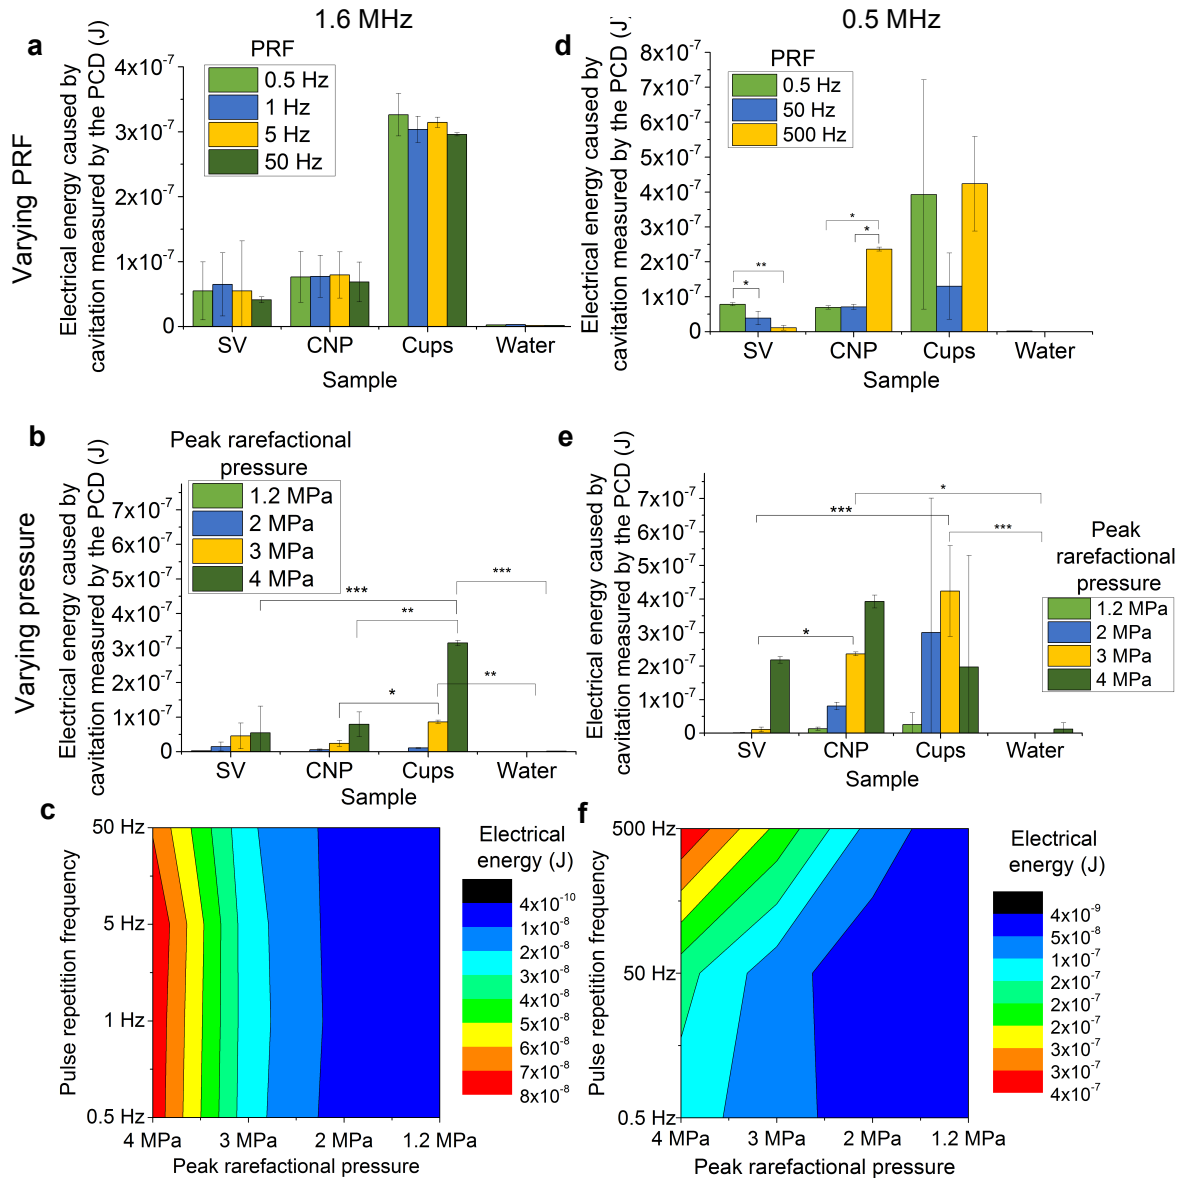 1.6 MHz
0.5 MHz
Varying PRF
Varying pressure
a
Electrical energy caused by
cavitation measured by the PCD (J)
4x10⁻⁷
3x10⁻⁷
2x10⁻⁷
1x10⁻⁷
0
PRF
0.5 Hz
1 Hz
5 Hz
50 Hz
SV
CNP
Cups
Water
Sample
d
Electrical energy caused by
cavitation measured by the PCD (J)
8x10⁻⁷
7x10⁻⁷
6x10⁻⁷
5x10⁻⁷
4x10⁻⁷
3x10⁻⁷
2x10⁻⁷
1x10⁻⁷
0
PRF
0.5 Hz
50 Hz
500 Hz
**
*
*
*
SV
CNP
Cups
Water
Sample
b
Electrical energy caused by
cavitation measured by the PCD (J)
7x10⁻⁷
6x10⁻⁷
5x10⁻⁷
4x10⁻⁷
3x10⁻⁷
2x10⁻⁷
1x10⁻⁷
0
Peak rarefactional
pressure
1.2 MPa
2 MPa
3 MPa
4 MPa
***
***
**
**
*
SV
CNP
Cups
Water
Sample
e
Electrical energy caused by
cavitation measured by the PCD (J)
7x10⁻⁷
6x10⁻⁷
5x10⁻⁷
4x10⁻⁷
3x10⁻⁷
2x10⁻⁷
1x10⁻⁷
0
*
***
***
*
Peak
rarefactional
pressure
1.2 MPa
2 MPa
3 MPa
4 MPa
SV
CNP
Cups
Water
Sample
c
Pulse repetition frequency
50 Hz
5 Hz
1 Hz
0.5 Hz
4 MPa
3 MPa
2 MPa
1.2 MPa
Peak rarefactional pressure
Electrical
energy (J)
4x10⁻¹⁰
1x10⁻⁸
2x10⁻⁸
3x10⁻⁸
4x10⁻⁸
5x10⁻⁸
6x10⁻⁸
7x10⁻⁸
8x10⁻⁸
f
Pulse repetition frequency
500 Hz
50 Hz
0.5 Hz
4 MPa
3 MPa
2 MPa
1.2 MPa
Peak rarefactional pressure
Electrical
energy (J)
4x10⁻⁹
5x10⁻⁸
1x10⁻⁷
2x10⁻⁷
2x10⁻⁷
2x10⁻⁷
3x10⁻⁷
3x10⁻⁷
4x10⁻⁷